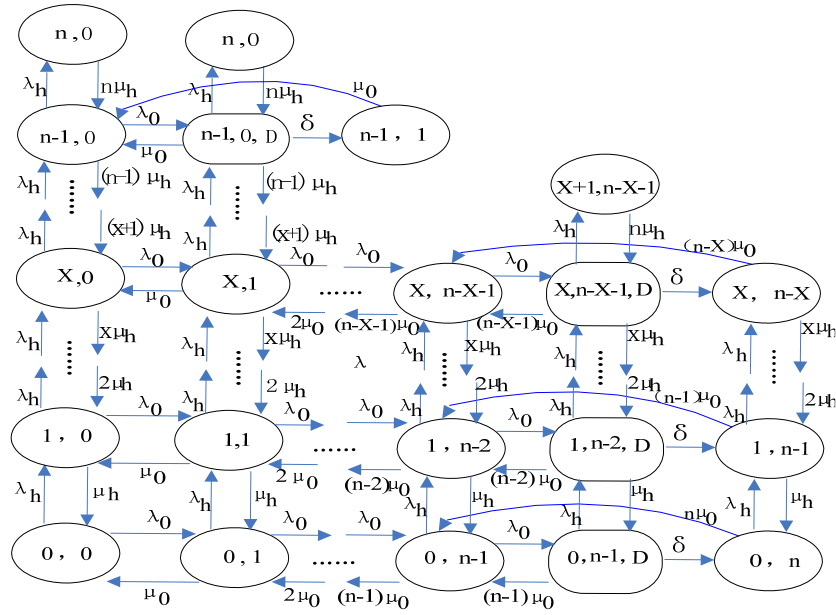 n,0 n,0
λh nμh λh nμh μ0
n-1,0 λ0 μ0 n-1,0,D δ n-1, 1
λh (n-1) μh λh (n-1) μh
λh (x+1) μh λh (x+1) μh
X+1,n-X-1
λh nμh (n-X)μ0
X,0 λ0 μ0 X,1 λ0 λ0 X, n-X-1 λ0 X,n-X-1,D δ X, n-X
...... 2μ0 (n-X-1)μ0 (n-X-1)μ0
λh Xμh λh Xμh λ λh Xμh λh Xμh λh Xμh
λh 2μh λh 2 μh λh 2μh λh 2μh (n-1)μ0 λh 2μh
1, 0 λ0 μ0 1,1 λ0 λ0 1, n-2 λ0 1,n-2,D δ 1,n-1
...... 2μ0 (n-2)μ0 (n-2)μ0
λh μh λh μh λh μh λh μh nμ0 λh μh
0, 0 λ0 μ0 0,1 λ0 λ0 0, n-1 λ0 0,n-1,D δ 0, n
...... 2μ0 (n-1)μ0 (n-1)μ0